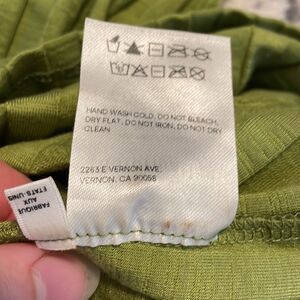 HAND WASH COLD, DO NOT BLEACH,
DRY FLAT, DO NOT IRON, DO NOT DRY
CLEAN
2263 E VERNON AVE,
VERNON, CA 90058
FABRIQUÉ
AUX
ETATS-UNIS